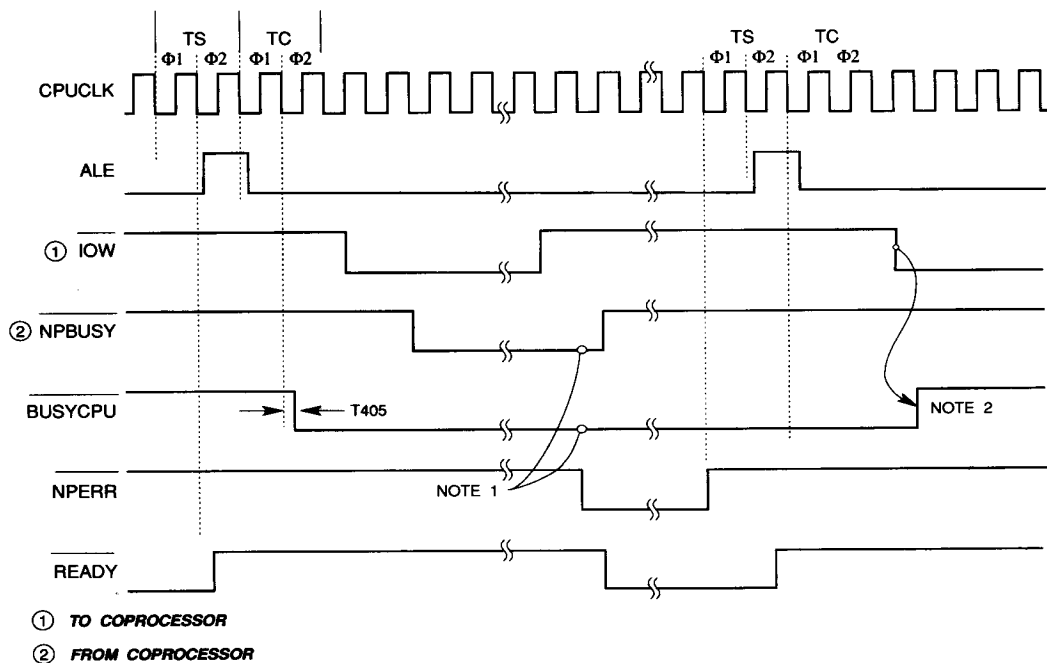 TS TC TS TC
Φ1 Φ2 Φ1 Φ2 Φ1 Φ2 Φ1 Φ2
CPUCLK
ALE
① IOW
② NPBUSY
BUSYCPU
T405
NOTE 2
NPERR
NOTE 1
READY
① TO COPROCESSOR
② FROM COPROCESSOR